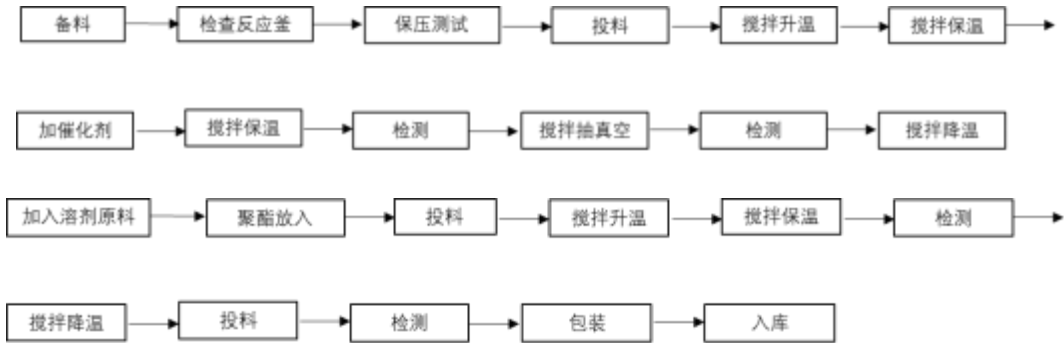 备料 检查反应釜 保压测试 投料 搅拌升温 搅拌保温
加催化剂 搅拌保温 检测 搅拌抽真空 检测 搅拌降温
加入溶剂原料 聚酯放入 投料 搅拌升温 搅拌保温 检测
搅拌降温 投料 检测 包装 入库